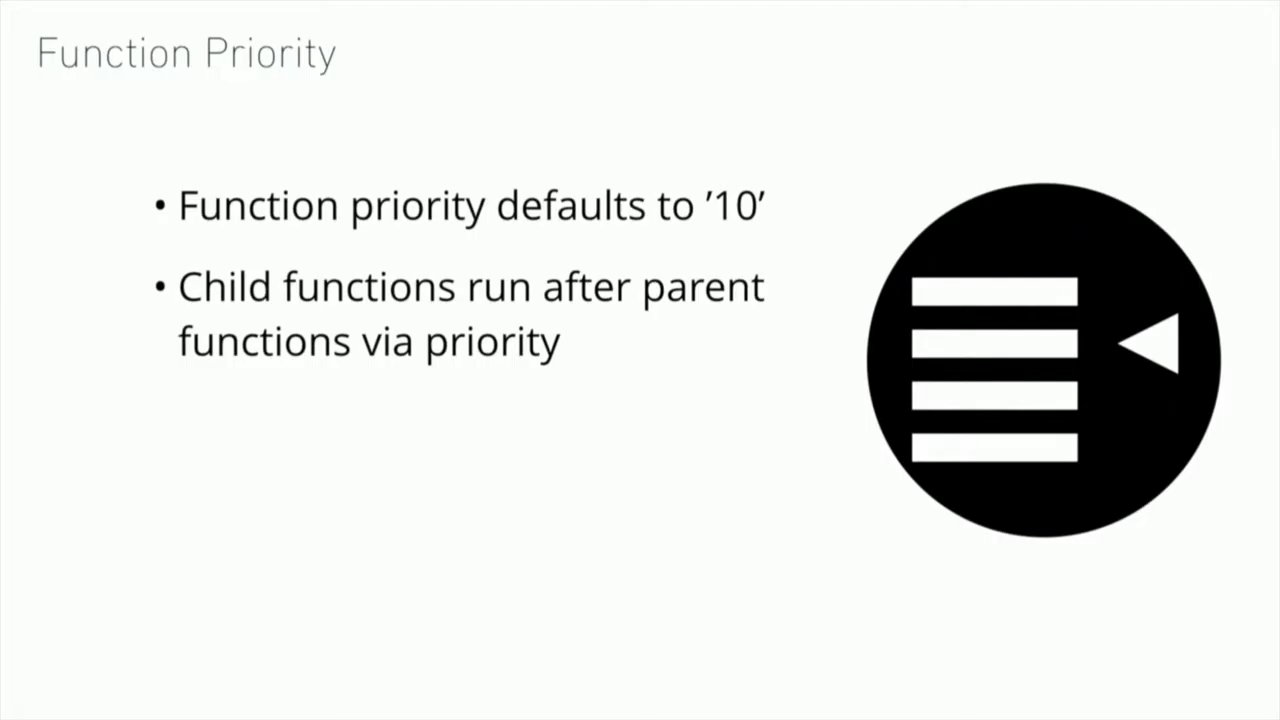 Function Priority
• Function priority defaults to ’10’
• Child functions run after parent
functions via priority